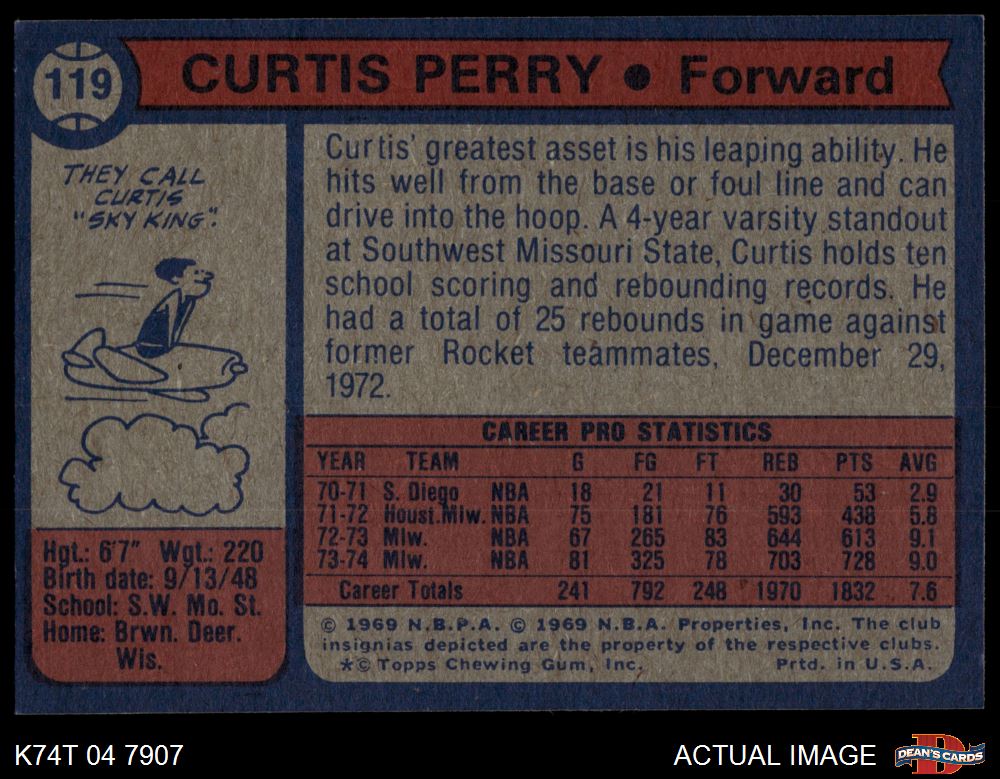 119
CURTIS PERRY ● Forward
THEY CALL
CURTIS
"SKY KING".
Curtis' greatest asset is his leaping ability. He
hits well from the base or foul line and can
drive into the hoop. A 4-year varsity standout
at Southwest Missouri State, Curtis holds ten
school scoring and rebounding records. He
had a total of 25 rebounds in game against
former Rocket teammates, December 29,
1972.
CAREER PRO STATISTICS
YEAR TEAM G FG FT REB PTS AVG
70-71 S. Diego NBA 18 21 11 30 53 2.9
71-72 Houst.Mlw. NBA 75 181 76 593 438 5.8
72-73 Mlw. NBA 67 265 83 644 613 9.1
73-74 Mlw. NBA 81 325 78 703 728 9.0
Career Totals 241 792 248 1970 1832 7.6
Hgt.: 6'7" Wgt.: 220
Birth date: 9/13/48
School: S.W. Mo. St.
Home: Brwn. Deer.
Wis.
© 1969 N.B.P.A. © 1969 N.B.A. Properties, Inc. The club
insignias depicted are the property of the respective clubs.
*© Topps Chewing Gum, Inc. Prtd. in U.S.A.
K74T 04 7907
ACTUAL IMAGE
D
DEAN'S CARDS